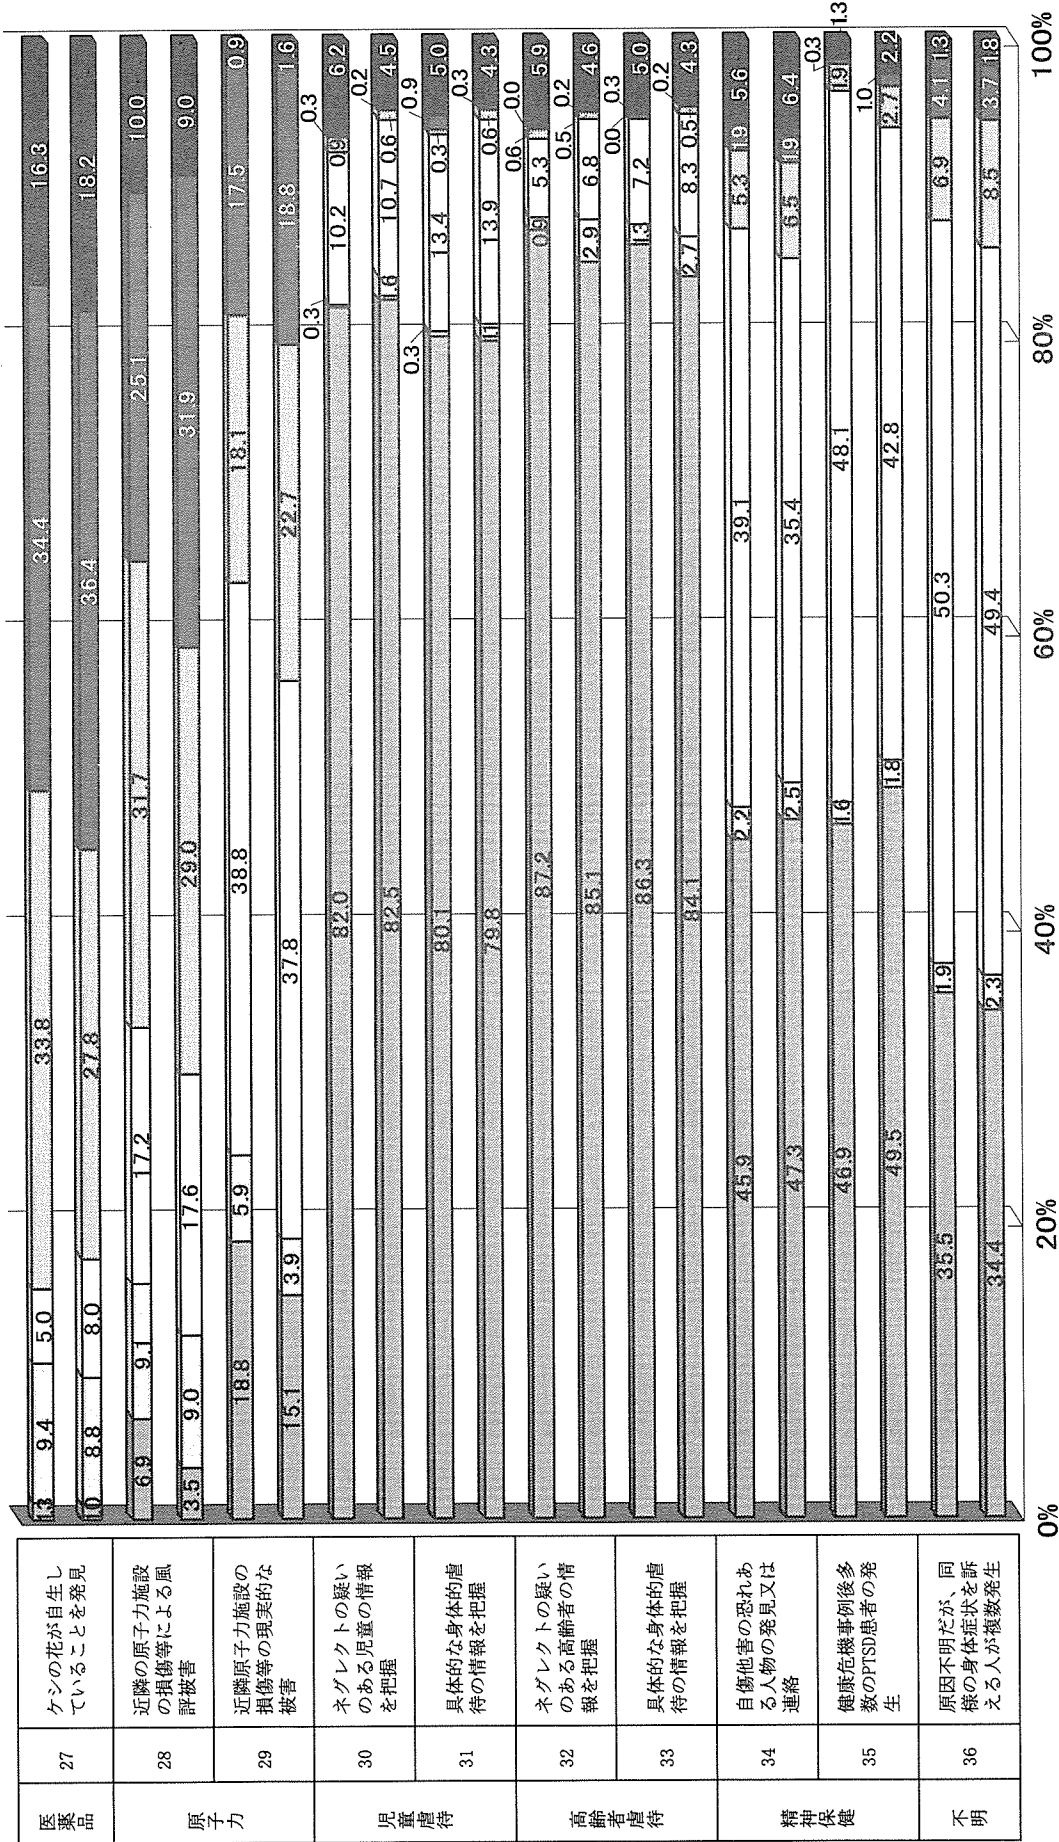 医薬品
27
ケシの花が自生し
ていることを発見
1.3 9.4 5.0 33.8 34.4 16.3
1.0 8.8 8.0 27.8 36.4 18.2
原子力
28
近隣の原子力施設
の損傷等による風
評被害
6.9 9.1 17.2 31.7 25.1 10.0
3.5 9.0 17.6 29.0 31.9 9.0
29
近隣原子力施設の
損傷等の現実的な
被害
18.8 5.9 38.8 18.1 17.5 0.9
15.1 3.9 37.8 22.7 18.8 1.6
児童虐待
30
ネグレクトの疑い
のある児童の情報
を把握
82.0 0.3 10.2 0.9 0.3 6.2
82.5 1.6 10.7 0.6 0.2 4.5
31
具体的な身体的虐
待の情報を把握
80.1 0.3 13.4 0.3 0.9 5.0
79.8 1.1 13.9 0.6 0.3 4.3
高齢者虐待
32
ネグレクトの疑い
のある高齢者の情
報を把握
87.2 0.9 5.3 0.6 0.0 5.9
85.1 2.9 6.8 0.5 0.2 4.6
33
具体的な身体的虐
待の情報を把握
86.3 1.3 7.2 0.0 0.3 5.0
84.1 2.7 8.3 0.5 0.2 4.3
精神保健
34
自傷他害の恐れあ
る人物の発見又は
連絡
45.9 2.2 39.1 5.3 1.9 5.6
47.3 2.5 35.4 6.5 1.9 6.4
35
健康危機事例後多
数のPTSD患者の発
生
46.9 1.6 48.1 1.9 0.3 1.3
49.5 1.8 42.8 2.7 1.0 2.2
不明
36
原因不明だが、同
様の身体症状を訴
える人が複数発生
35.5 1.9 50.3 6.9 4.1 1.3
34.4 2.3 49.4 8.5 3.7 1.8
0% 20% 40% 60% 80% 100%